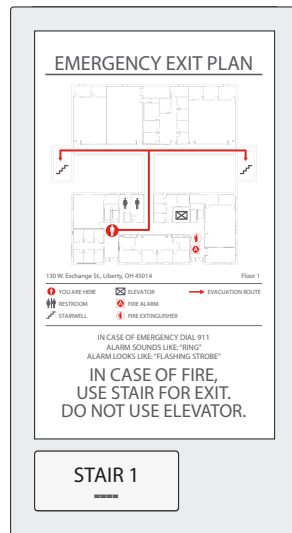 EMERGENCY EXIT PLAN
130 W. Exchange St., Liberty, OH 45014 Floor 1
YOU ARE HERE ELEVATOR EVACUATION ROUTE
RESTROOM FIRE ALARM
STAIRWELL FIRE EXTINGUISHER
IN CASE OF EMERGENCY DIAL 911
ALARM SOUNDS LIKE: "RING"
ALARM LOOKS LIKE: "FLASHING STROBE"
IN CASE OF FIRE,
USE STAIR FOR EXIT.
DO NOT USE ELEVATOR.
STAIR 1